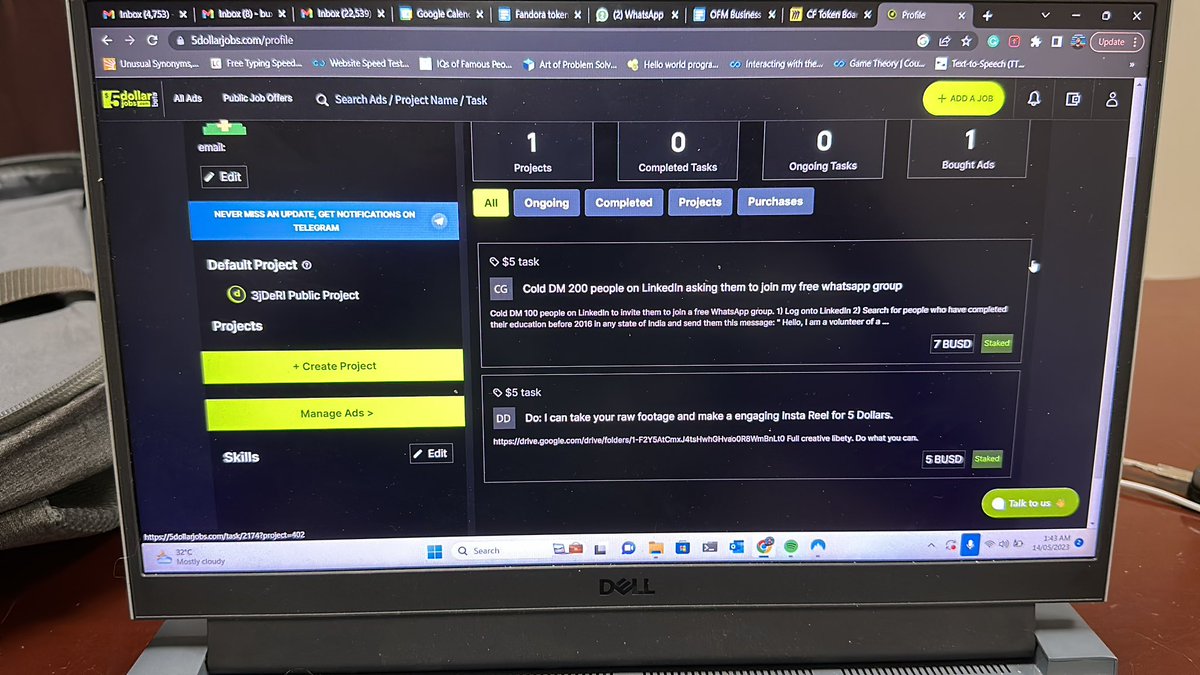 Inbox (4,753)
Inbox (8) - bu
Inbox (22,539)
Google Calen
Fandora token
(2) WhatsApp
OFM Business
CF Token Boa
Profile
5dollarjobs.com/profile
Update
Unusual Synonyms,...
Free Typing Speed...
Website Speed Test...
IQs of Famous Peo...
Art of Problem Solv...
Hello world progra...
Interacting with the...
Game Theory | Cou...
Text-to-Speech (TT...
»
$5dollar jobs.com beta
All Ads
Public Job Offers
Search Ads / Project Name / Task
+ ADD A JOB
email:
Edit
NEVER MISS AN UPDATE, GET NOTIFICATIONS ON
TELEGRAM
Default Project
3jDeRI Public Project
Projects
+ Create Project
Manage Ads >
Skills
Edit
1
Projects
0
Completed Tasks
0
Ongoing Tasks
1
Bought Ads
All
Ongoing
Completed
Projects
Purchases
$5 task
CG
Cold DM 200 people on LinkedIn asking them to join my free whatsapp group
Cold DM 100 people on LinkedIn to invite them to join a free WhatsApp group. 1) Log onto LinkedIn 2) Search for people who have completed
their education before 2016 in any state of India and send them this message: " Hello, I am a volunteer of a ...
7 BUSD
Staked
$5 task
DD
Do: I can take your raw footage and make a engaging Insta Reel for 5 Dollars.
https://drive.google.com/drive/folders/1-F2Y5AtCmxJ4tsHwhGHvaio0R8WmBnLt0 Full creative libety. Do what you can.
5 BUSD
Staked
Talk to us
https://5dollarjobs.com/task/2174?project=402
32°C
Mostly cloudy
Search
1:43 AM
14/05/2023
2
DELL